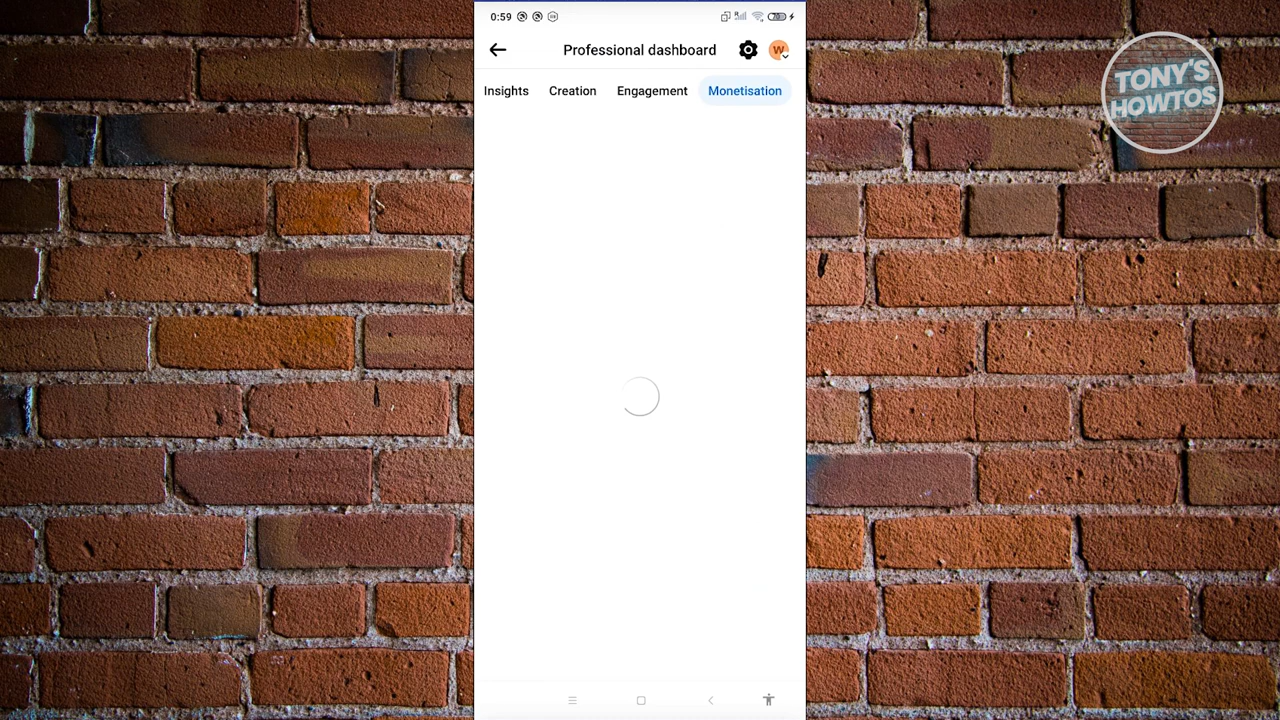 0:59
Professional dashboard
W
Insights Creation Engagement Monetisation
TONY'S
HOWTOS